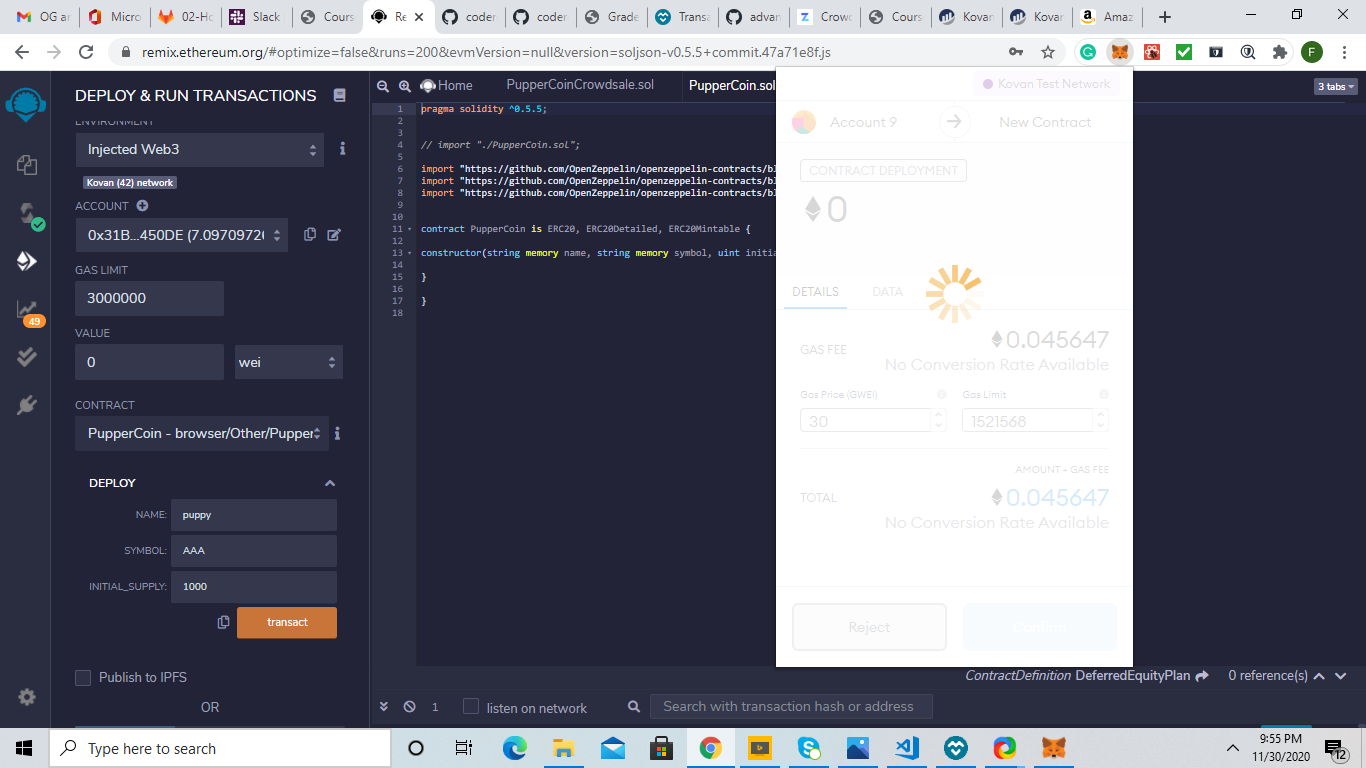 OG ar
Micro
02-Ho
Slack
Cours
Re
coder
coder
Grade
Transa
advan
Crowd
Cours
Kovan
Kovan
Amaz
remix.ethereum.org/#optimize=false&runs=200&evmVersion=null&version=soljson-v0.5.5+commit.47a71e8f.js
F
DEPLOY & RUN TRANSACTIONS
Home
PupperCoinCrowdsale.sol
PupperCoin.sol
3 tabs
ENVIRONMENT
Injected Web3
Kovan (42) network
ACCOUNT
0x31B...450DE (7.09709726
GAS LIMIT
3000000
VALUE
0
wei
49
CONTRACT
PupperCoin - browser/Other/Pupper
DEPLOY
NAME:
puppy
SYMBOL:
AAA
INITIAL_SUPPLY:
1000
transact
Publish to IPFS
OR
1 pragma solidity ^0.5.5;
2
3
4 // import "./PupperCoin.sol";
5
6 import "https://github.com/OpenZeppelin/openzeppelin-contracts/bl
7 import "https://github.com/OpenZeppelin/openzeppelin-contracts/bl
8 import "https://github.com/OpenZeppelin/openzeppelin-contracts/bl
9
10
11 contract PupperCoin is ERC20, ERC20Detailed, ERC20Mintable {
12
13 constructor(string memory name, string memory symbol, uint initia
14
15 }
16
17 }
18
Kovan Test Network
Account 9
New Contract
CONTRACT DEPLOYMENT
0
DETAILS
DATA
GAS FEE
0.045647
No Conversion Rate Available
Gas Price (GWEI)
Gas Limit
30
1521568
AMOUNT + GAS FEE
TOTAL
0.045647
No Conversion Rate Available
Reject
Confirm
ContractDefinition DeferredEquityPlan
0 reference(s)
1
listen on network
Search with transaction hash or address
Type here to search
9:55 PM
11/30/2020
12